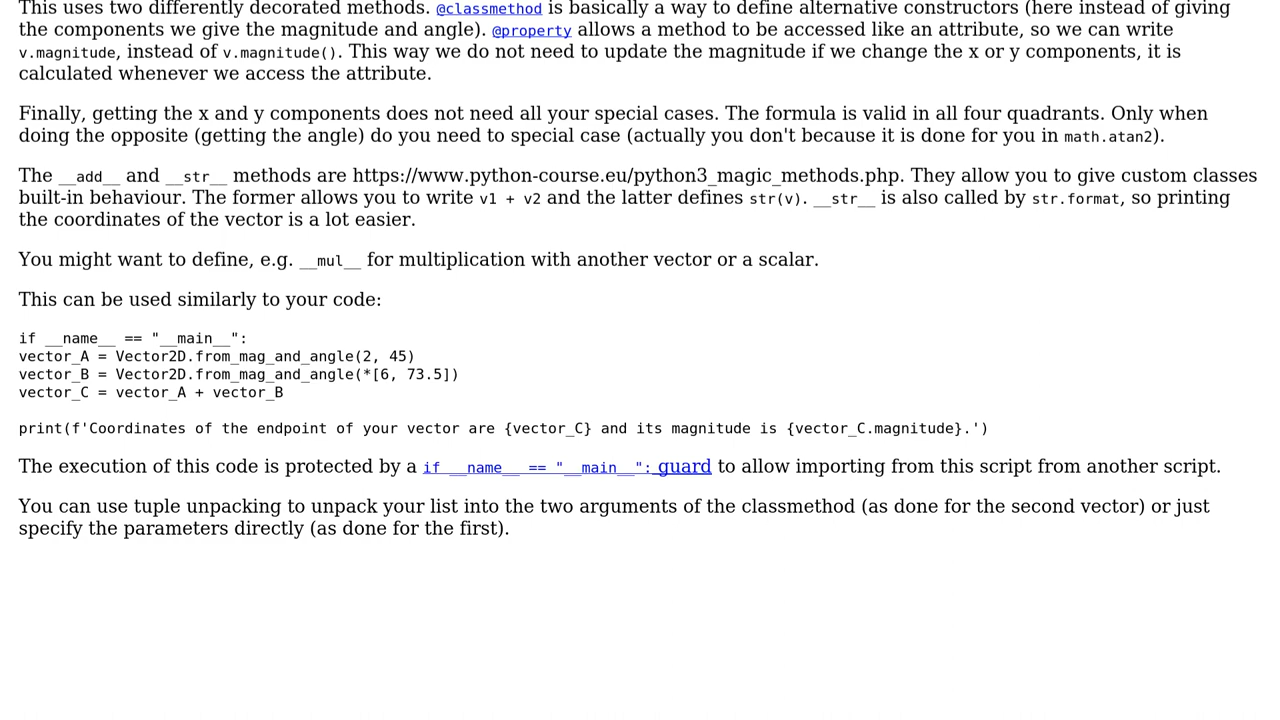 This uses two differently decorated methods. @classmethod is basically a way to define alternative constructors (here instead of giving
the components we give the magnitude and angle). @property allows a method to be accessed like an attribute, so we can write
v.magnitude, instead of v.magnitude(). This way we do not need to update the magnitude if we change the x or y components, it is
calculated whenever we access the attribute.
Finally, getting the x and y components does not need all your special cases. The formula is valid in all four quadrants. Only when
doing the opposite (getting the angle) do you need to special case (actually you don't because it is done for you in math.atan2).
The __add__ and __str__ methods are https://www.python-course.eu/python3_magic_methods.php. They allow you to give custom classes
built-in behaviour. The former allows you to write v1 + v2 and the latter defines str(v). __str__ is also called by str.format, so printing
the coordinates of the vector is a lot easier.
You might want to define, e.g. __mul__ for multiplication with another vector or a scalar.
This can be used similarly to your code:
if __name__ == "__main__":
vector_A = Vector2D.from_mag_and_angle(2, 45)
vector_B = Vector2D.from_mag_and_angle(*[6, 73.5])
vector_C = vector_A + vector_B
print(f'Coordinates of the endpoint of your vector are {vector_C} and its magnitude is {vector_C.magnitude}.')
The execution of this code is protected by a if __name__ == "__main__": guard to allow importing from this script from another script.
You can use tuple unpacking to unpack your list into the two arguments of the classmethod (as done for the second vector) or just
specify the parameters directly (as done for the first).